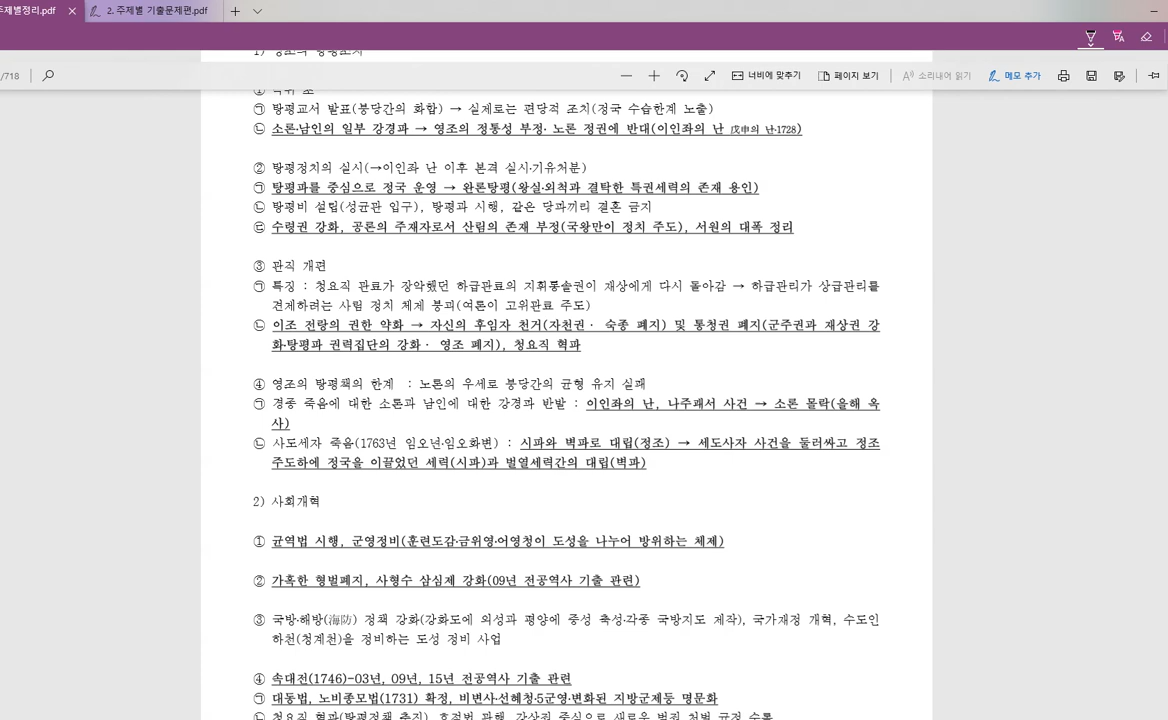 주제별정리.pdf
2. 주제별 기출문제편.pdf
/718
너비에 맞추기
페이지 보기
소리내어 읽기
메모 추가
㉠ 탕평교서 발표(붕당간의 화합) → 실제로는 편당적 조치(정국 수습한계 노출)
㉡ 소론·남인의 일부 강경파 → 영조의 정통성 부정· 노론 정권에 반대(이인좌의 난 戊申의 난·1728)
② 탕평정치의 실시(→이인좌 난 이후 본격 실시·기유처분)
㉠ 탕평파를 중심으로 정국 운영 → 완론탕평(왕실·외척과 결탁한 특권세력의 존재 용인)
㉡ 탕평비 설립(성균관 입구), 탕평과 시행, 같은 당파끼리 결혼 금지
㉢ 수령권 강화, 공론의 주재자로서 산림의 존재 부정(국왕만이 정치 주도), 서원의 대폭 정리
③ 관직 개편
㉠ 특징 : 청요직 관료가 장악했던 하급관료의 지휘통솔권이 재상에게 다시 돌아감 → 하급관리가 상급관리를
견제하려는 사림 정치 체제 붕괴(여론이 고위관료 주도)
㉡ 이조 전랑의 권한 약화 → 자신의 후임자 천거(자천권· 숙종 폐지) 및 통청권 폐지(군주권과 재상권 강
화·탕평파 권력집단의 강화· 영조 폐지), 청요직 혁파
④ 영조의 탕평책의 한계 : 노론의 우세로 붕당간의 균형 유지 실패
㉠ 경종 죽음에 대한 소론과 남인에 대한 강경과 반발 : 이인좌의 난, 나주괘서 사건 → 소론 몰락(을해 옥
사)
㉡ 사도세자 죽음(1763년 임오년·임오화변) : 시파와 벽파로 대립(정조) → 세도사자 사건을 둘러싸고 정조
주도하에 정국을 이끌었던 세력(시파)과 벌열세력간의 대립(벽파)
2) 사회개혁
① 균역법 시행, 군영정비(훈련도감·금위영·어영청이 도성을 나누어 방위하는 체제)
② 가혹한 형벌폐지, 사형수 삼심제 강화(09년 전공역사 기출 관련)
③ 국방·해방(海防) 정책 강화(강화도에 외성과 평양에 중성 축성·각종 국방지도 제작), 국가재정 개혁, 수도인
하천(청계천)을 정비하는 도성 정비 사업
④ 속대전(1746)-03년, 09년, 15년 전공역사 기출 관련
㉠ 대동법, 노비종모법(1731) 확정, 비변사·선혜청·5군영·변화된 지방군제등 명문화